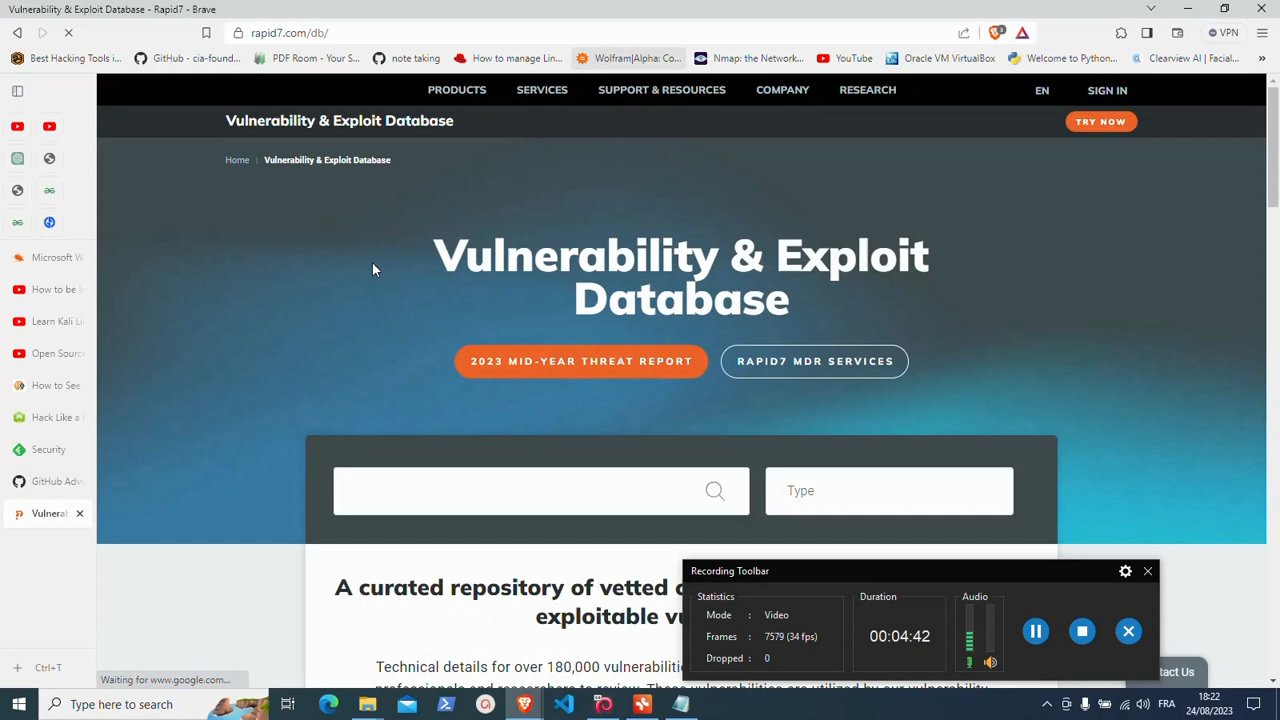 Vulnerability & Exploit Database - Rapid7 - Brave
rapid7.com/db/
3
VPN
Best Hacking Tools i...
GitHub cia-foun...
PDF Room - Your S...
note taking
How to manage Lin...
Wolfram|Alpha: Co...
Nmap: the Network...
YouTube
Oracle VM VirtualBox
Welcome to Python...
Clearview AI | Facial...
PRODUCTS SERVICES SUPPORT & RESOURCES COMPANY RESEARCH EN SIGN IN
Vulnerability & Exploit Database
TRY NOW
Home | Vulnerability & Exploit Database
Microsoft W
How to be
Learn Kali Li
Open Sourc
How to See
Hack Like a
Security
GitHub Adv
Vulneral
Ctrl+T
Vulnerability & Exploit
Database
2023 MID-YEAR THREAT REPORT
RAPID7 MDR SERVICES
Type
A curated repository of vetted
exploitable vu
Technical details for over 180,000 vulnerabiliti
Contact Us
Recording Toolbar
Statistics
Mode : Video
Frames : 7579 (34 fps)
Dropped : 0
Duration
00:04:42
Audio
Waiting for www.google.com...
Type here to search
FRA
18:22
24/08/2023